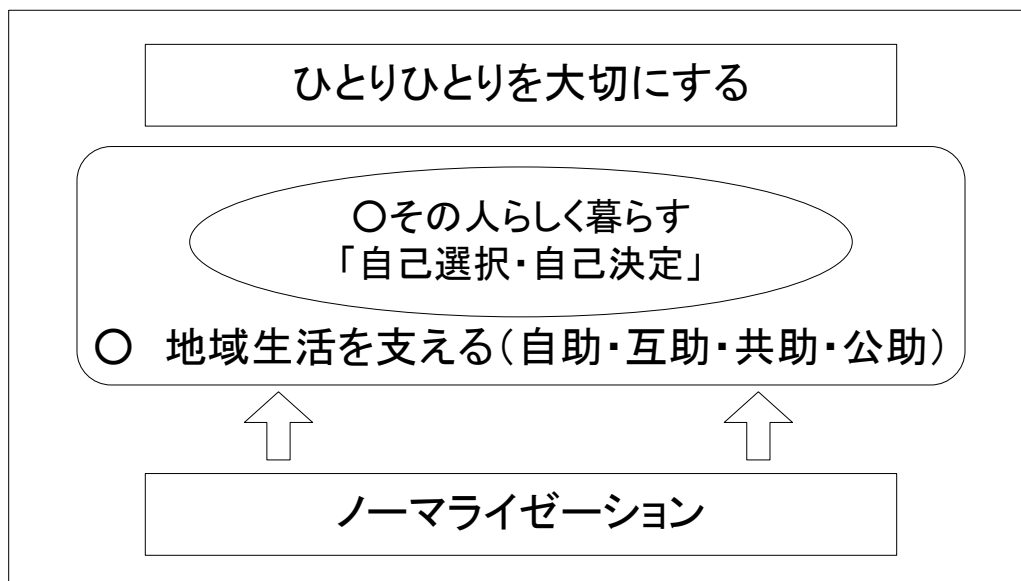 ひとりひとりを大切にする
〇その人らしく暮らす
「自己選択・自己決定」
〇　地域生活を支える（自助・互助・共助・公助）
ノーマライゼーション